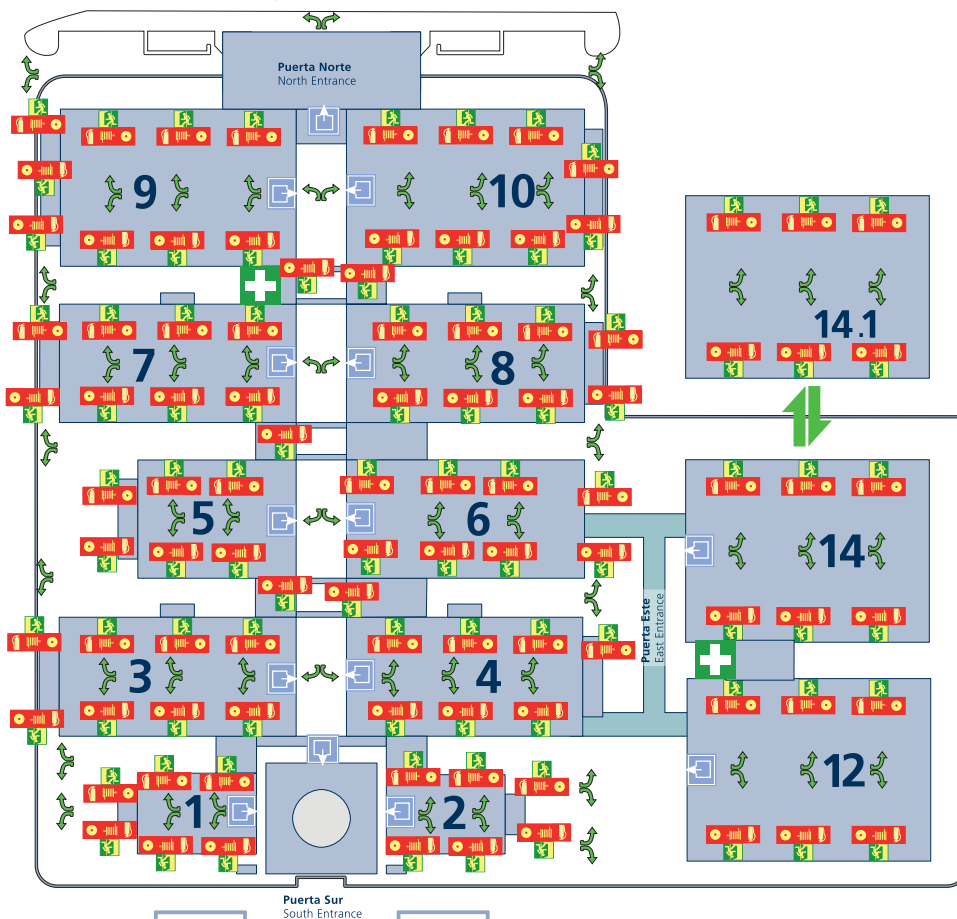 Puerta Norte
North Entrance
9
10
14.1
7
8
5
6
14
Puerta Este
East Entrance
3
4
12
1
2
Puerta Sur
South Entrance